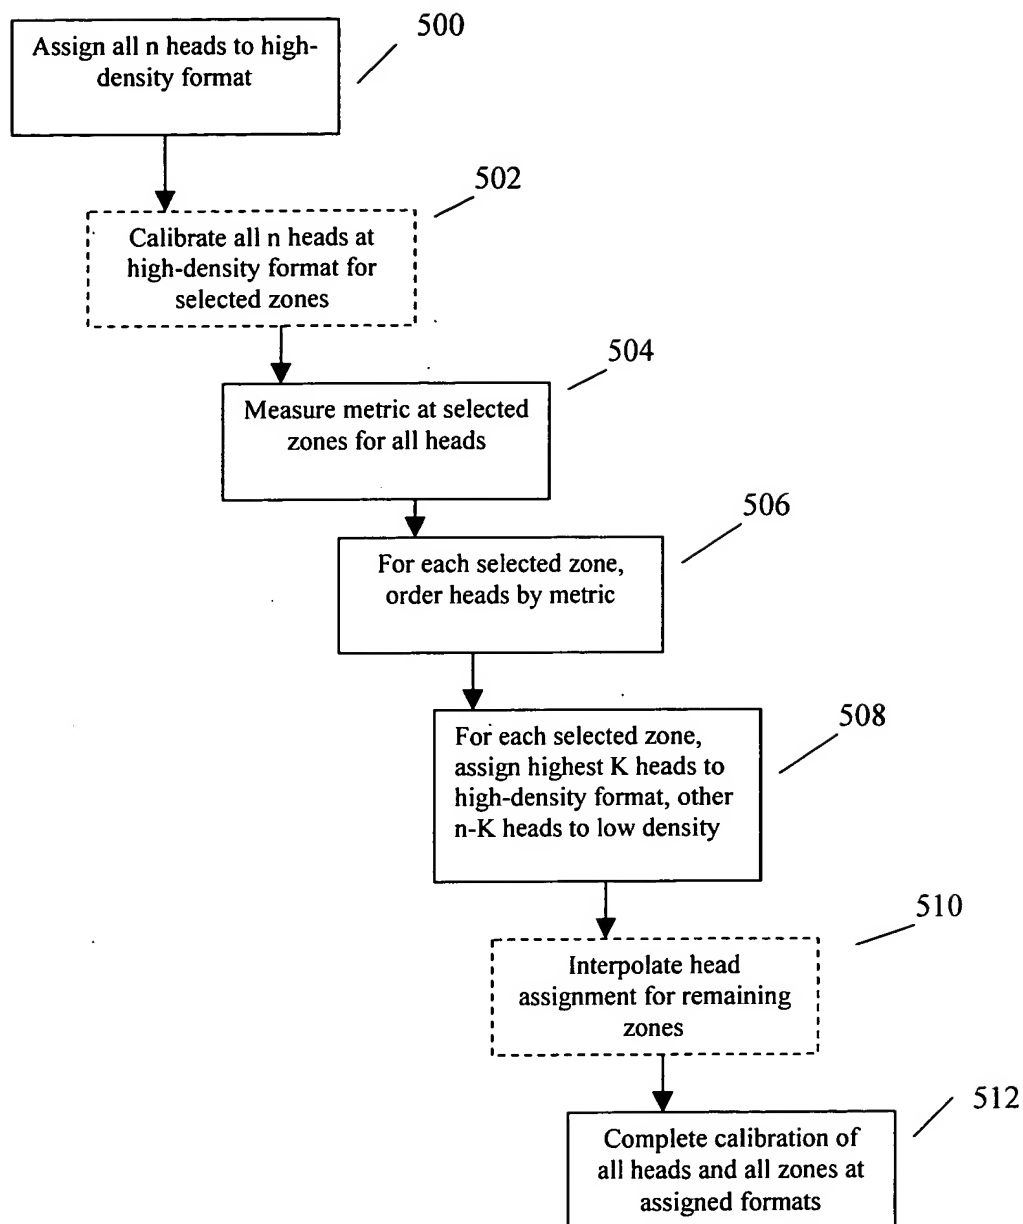 Assign all n heads to high-
density format
500
502
Calibrate all n heads at
high-density format for
selected zones
504
Measure metric at selected
zones for all heads
506
For each selected zone,
order heads by metric
508
For each selected zone,
assign highest K heads to
high-density format, other
n-K heads to low density
510
Interpolate head
assignment for remaining
zones
512
Complete calibration of
all heads and all zones at
assigned formats